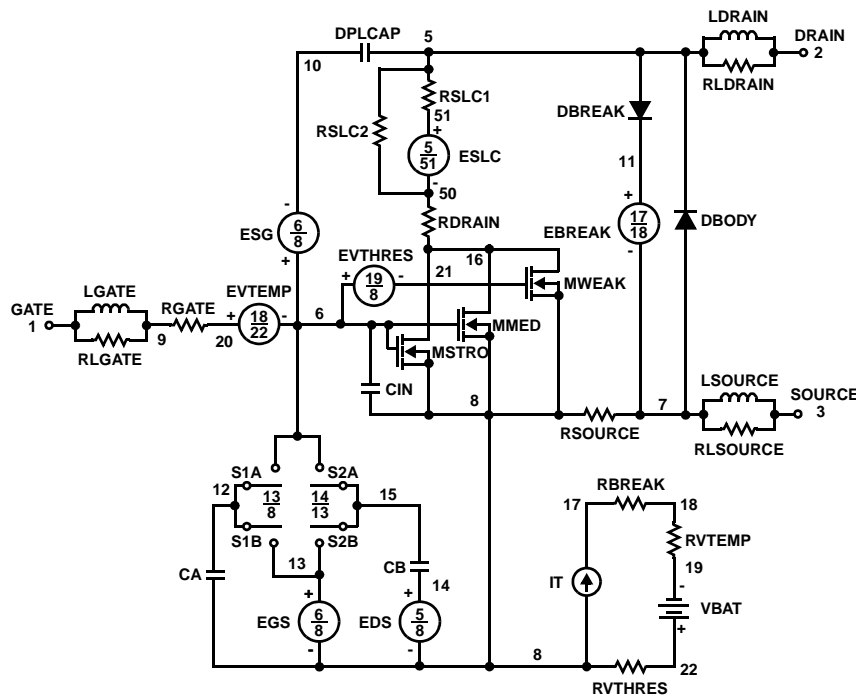 LDRAIN
DPLCAP 5 DRAIN
10 2
RLDRAIN
RSLC1
DBREAK
RSLC2 51
+
5
51
ESLC
11
-
50
- +
6
8
ESG
RDRAIN
17
18
EBREAK
DBODY
+
EVTHRES
16
-
+ 19
8
- 21
MWEAK
LGATE
EVTEMP
GATE RGATE + 18
22
- 6
1
MMED
9 20
RLGATE
MSTRO
LSOURCE
CIN
8 7 SOURCE
3
RSOURCE
RLSOURCE
S1A S2A
12 13
8
14
13
15
RBREAK
17 18
S1B S2B
RVTEMP
13
CB
19
CA
14
IT
-
+ +
VBAT
EGS 6
8
EDS 5
8
+
- -
8 22
RVTHRES